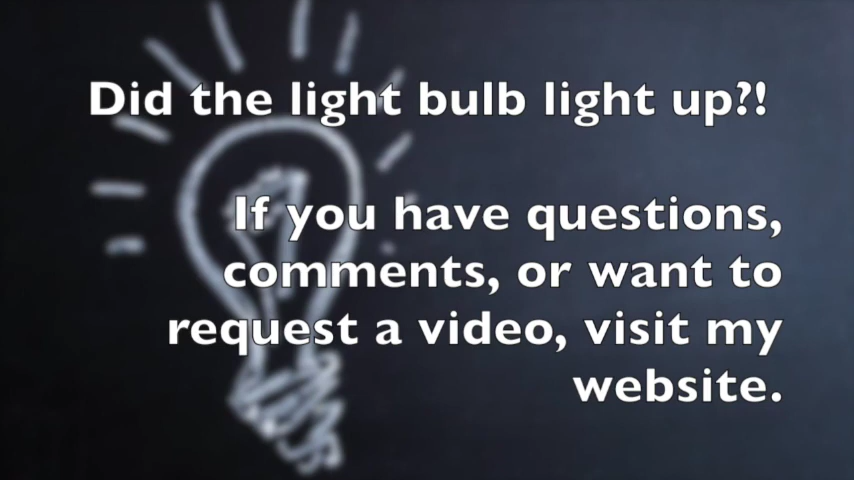 Did the light bulb light up?!
If you have questions,
comments, or want to
request a video, visit my
website.